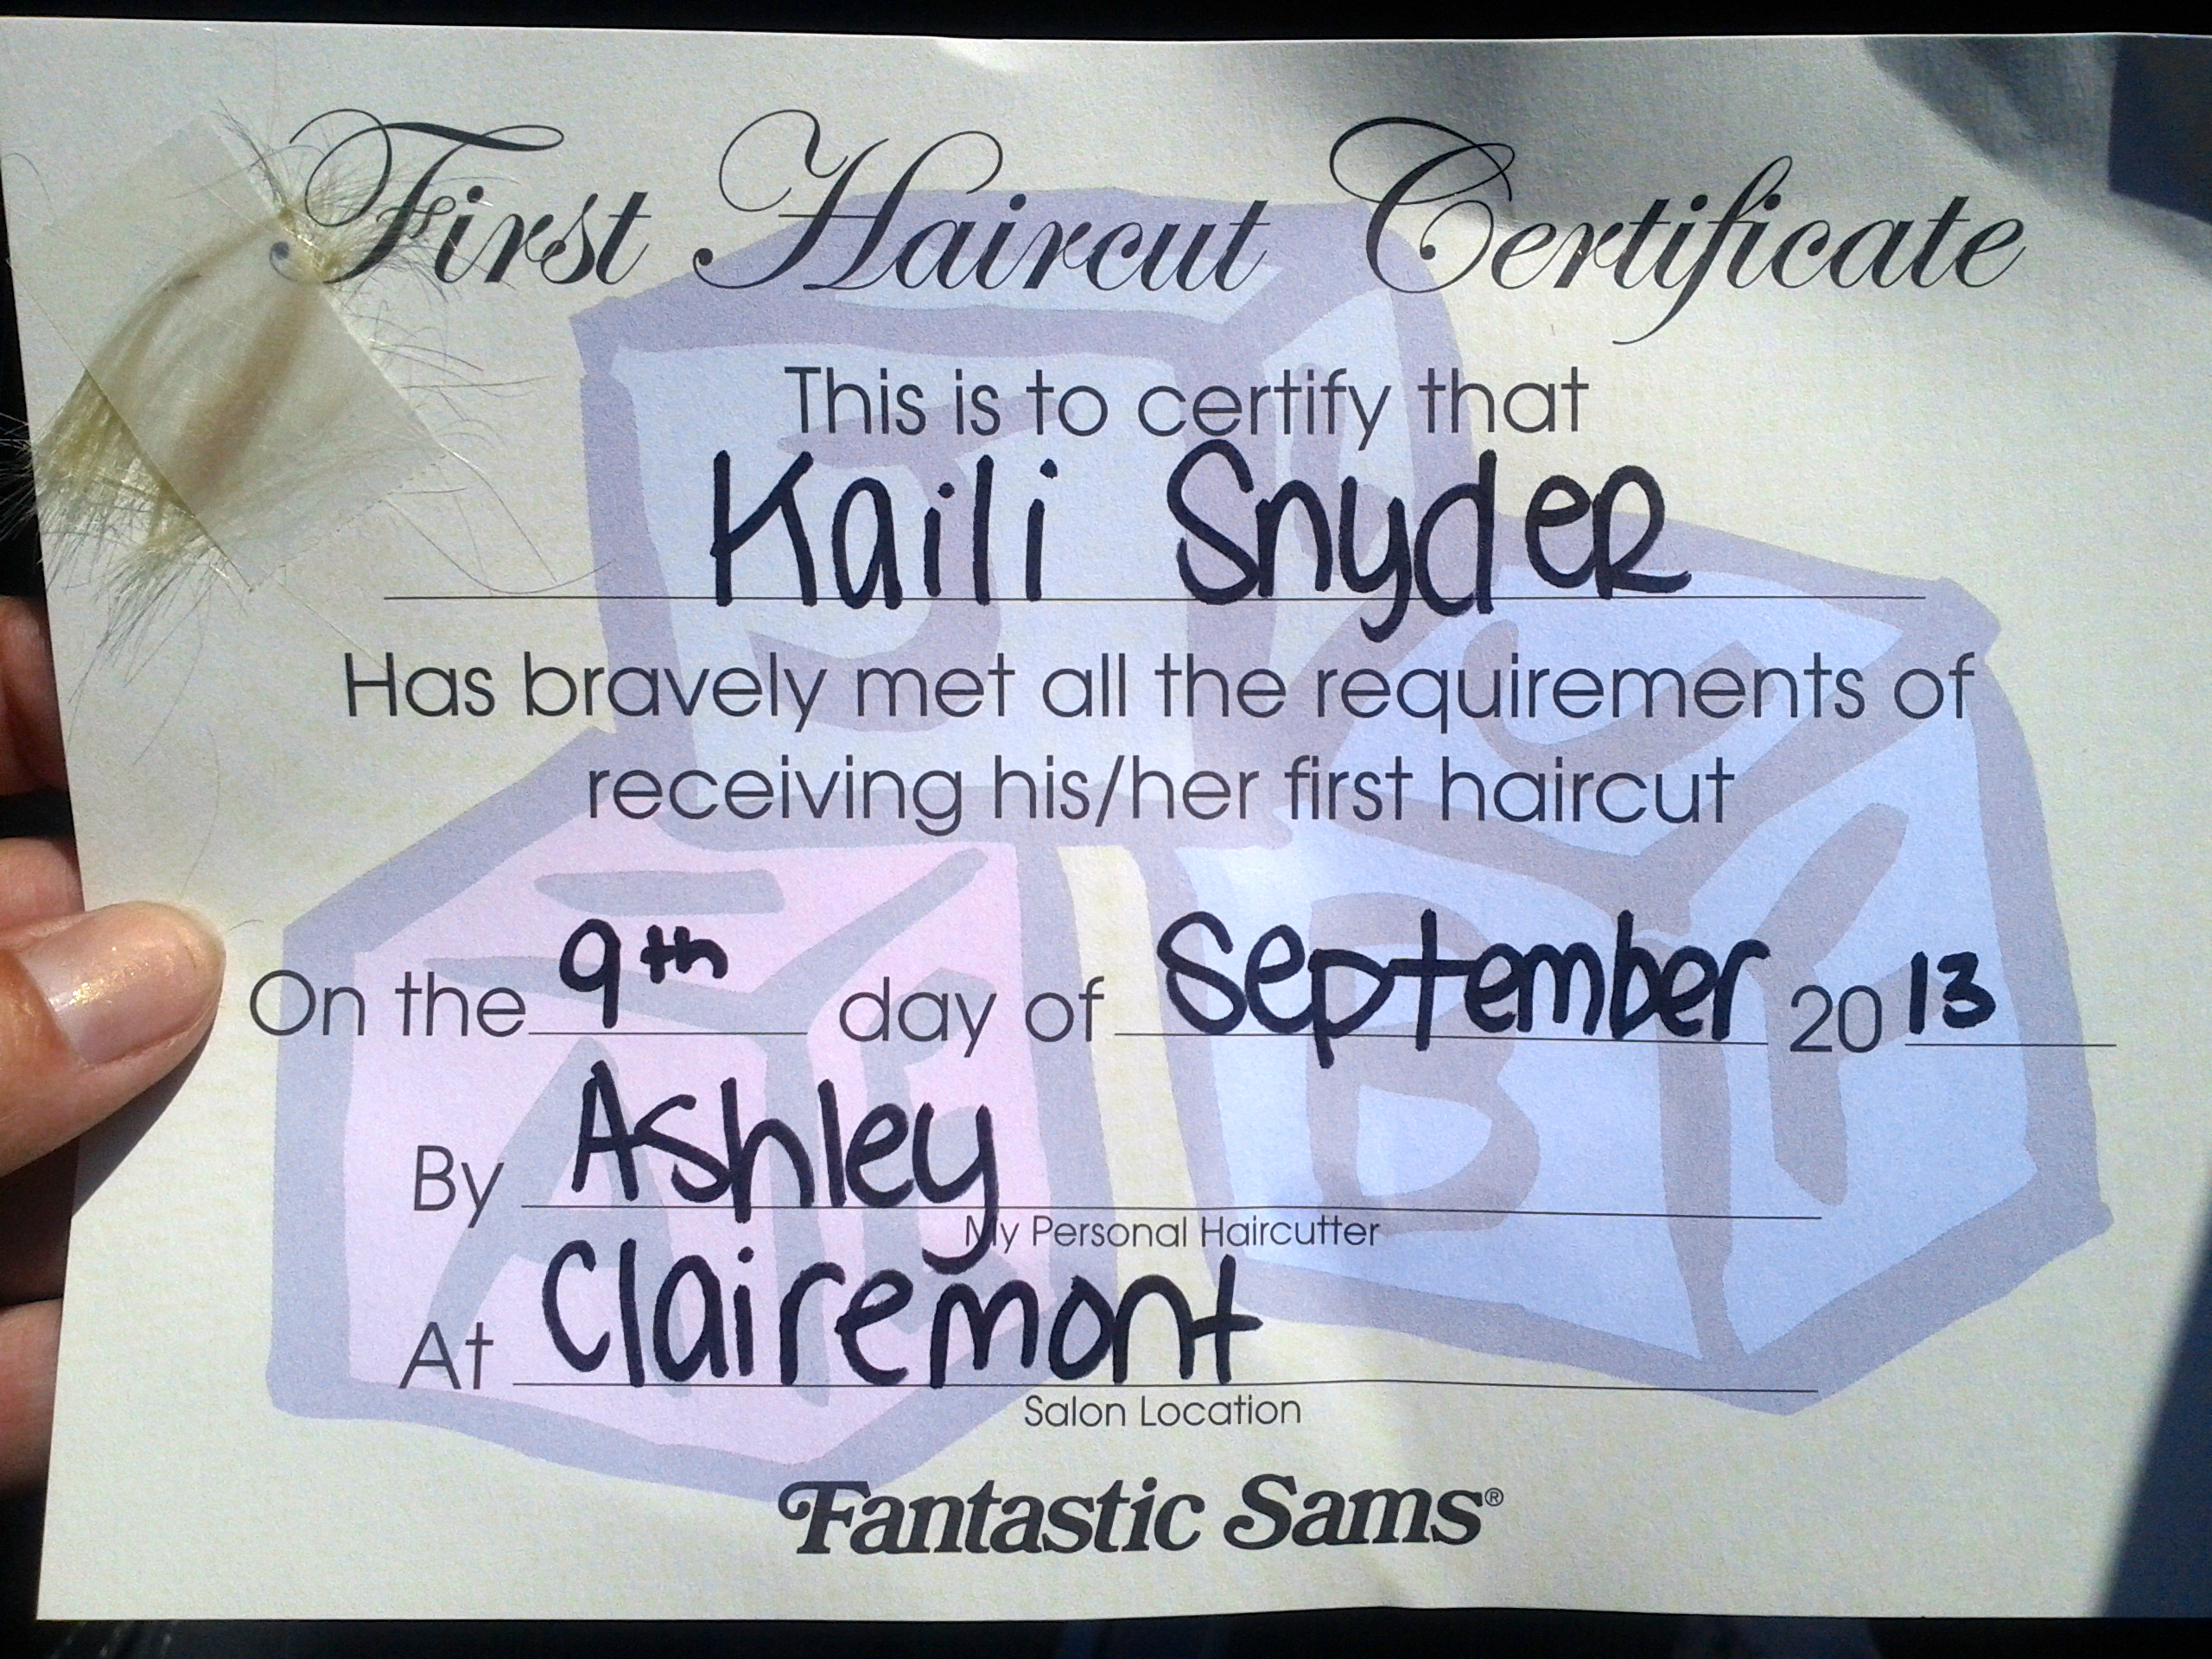 First Haircut Certificate
This is to certify that
Kaili Snyder
Has bravely met all the requirements of
receiving his/her first haircut
On the 9th day of September 2013
By Ashley
My Personal Haircutter
At Clairemont
Salon Location
Fantastic Sams®